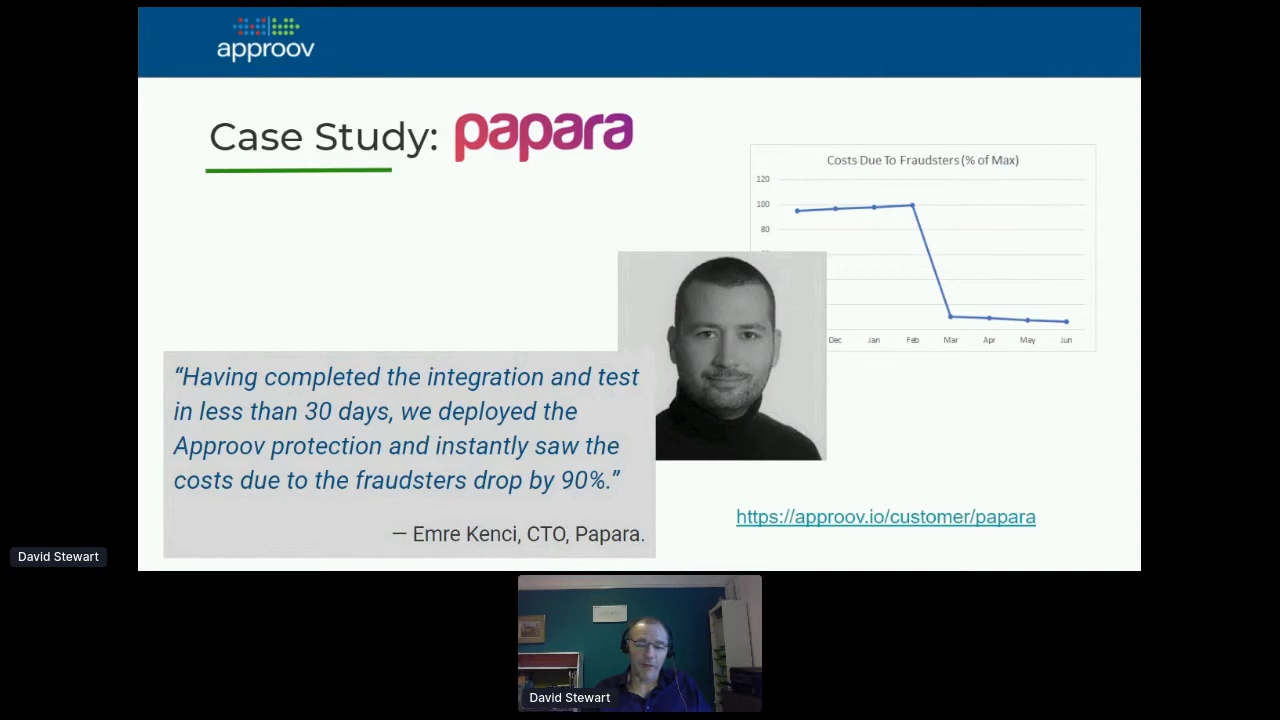 approov
Case Study: papara
Costs Due To Fraudsters (% of Max)
120
100
80
Dec Jan Feb Mar Apr May Jun
“Having completed the integration and test
in less than 30 days, we deployed the
Approov protection and instantly saw the
costs due to the fraudsters drop by 90%.”
— Emre Kenci, CTO, Papara.
https://approov.io/customer/papara
David Stewart
David Stewart